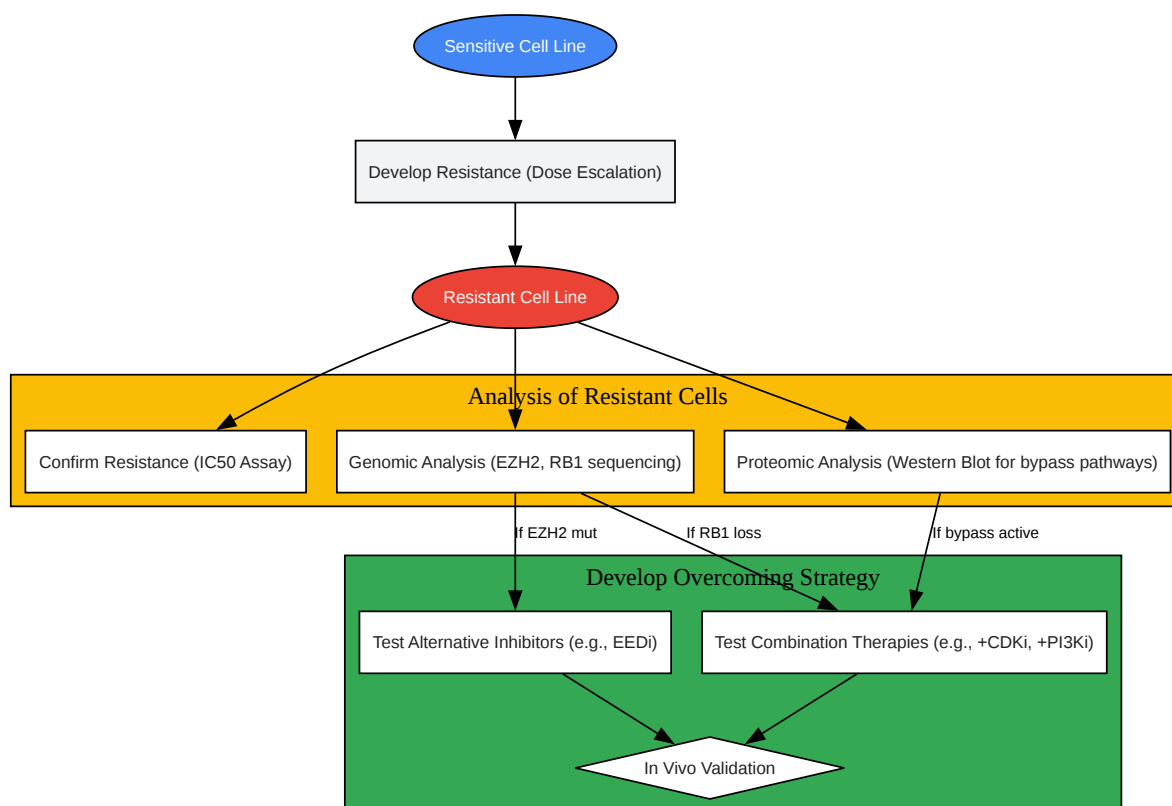 Sensitive Cell Line
Develop Resistance (Dose Escalation)
Resistant Cell Line
Analysis of Resistant Cells
Confirm Resistance (IC50 Assay)
Genomic Analysis (EZH2, RB1 sequencing)
Proteomic Analysis (Western Blot for bypass pathways)
If EZH2 mut
If RB1 loss
If bypass active
Develop Overcoming Strategy
Test Alternative Inhibitors (e.g., EEDi)
Test Combination Therapies (e.g., +CDKi, +PI3Ki)
In Vivo Validation